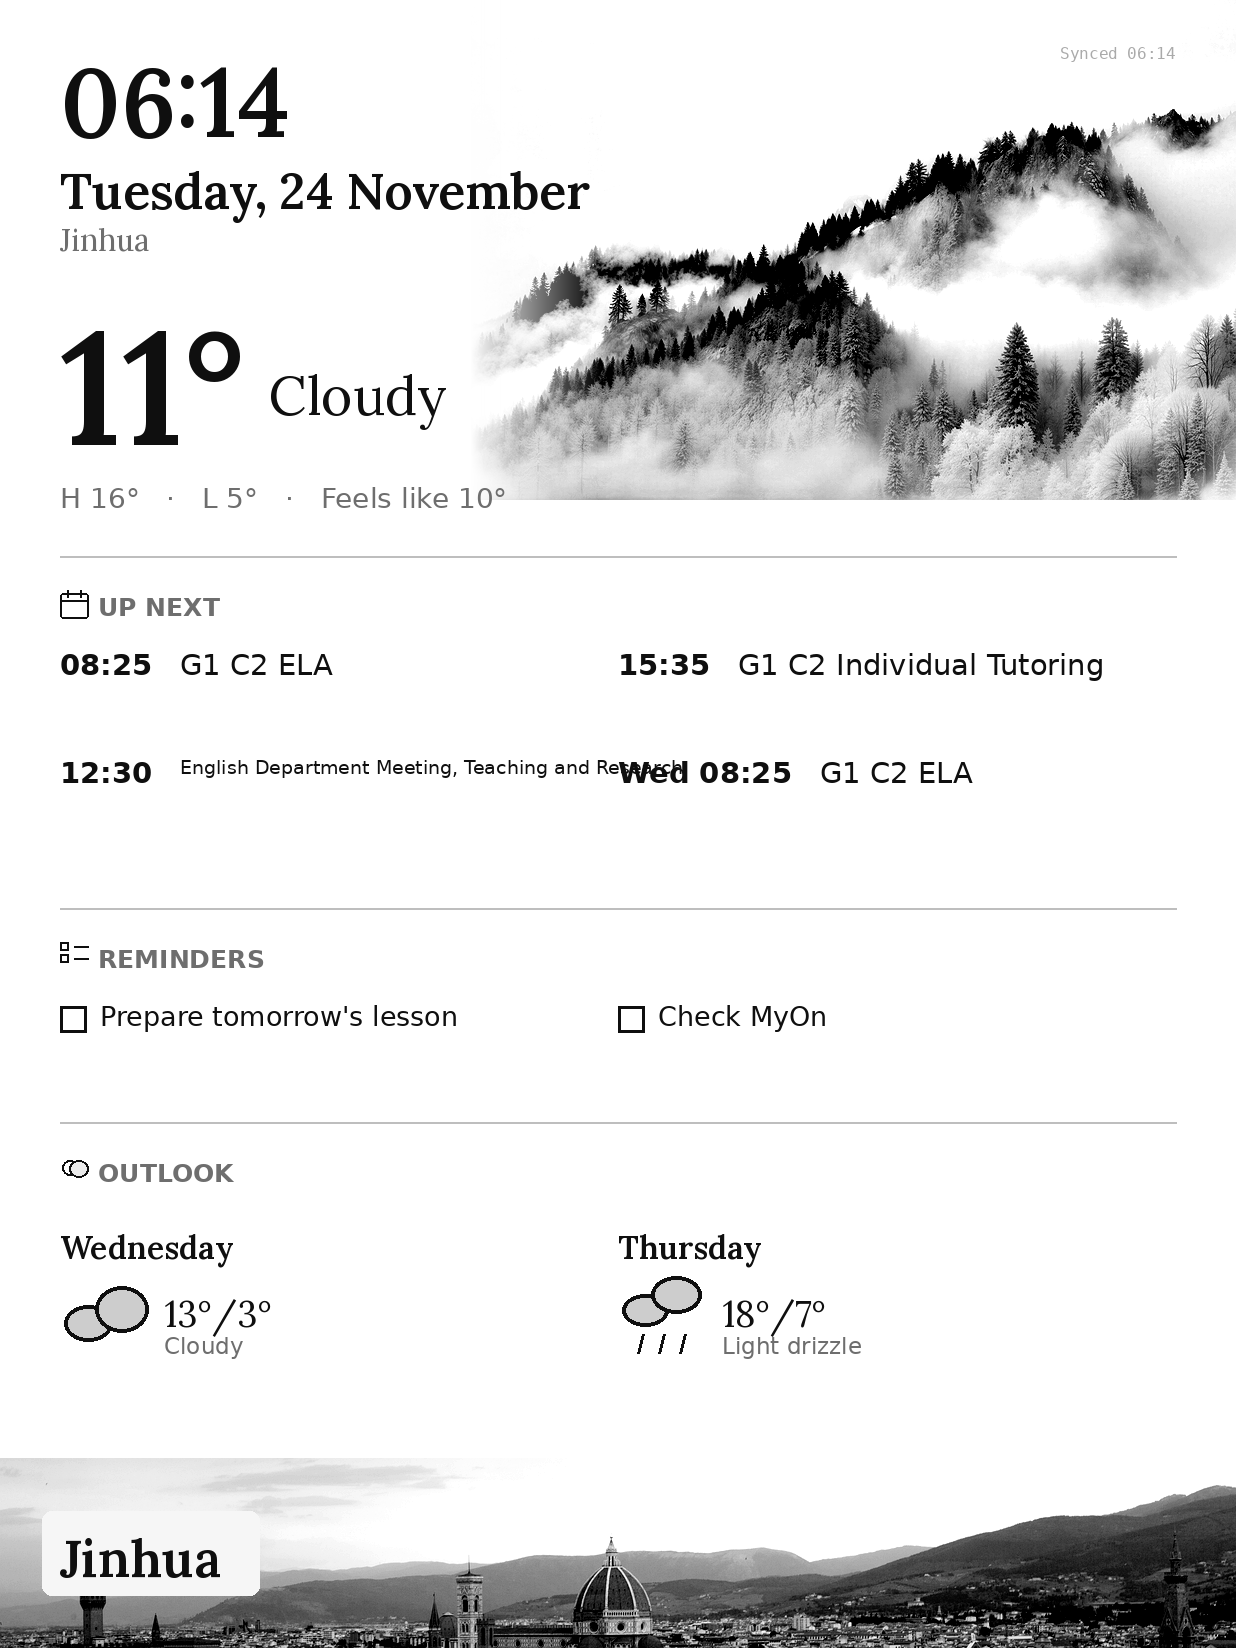 Synced 06:14
06:14
Tuesday, 24 November
Jinhua
11° Cloudy
H 16° · L 5° · Feels like 10°
UP NEXT
08:25 G1 C2 ELA
15:35 G1 C2 Individual Tutoring
12:30 English Department Meeting, Teaching and Research
Wed 08:25 G1 C2 ELA
REMINDERS
Prepare tomorrow's lesson
Check MyOn
OUTLOOK
Wednesday
13°/3°
Cloudy
Thursday
18°/7°
Light drizzle
Jinhua